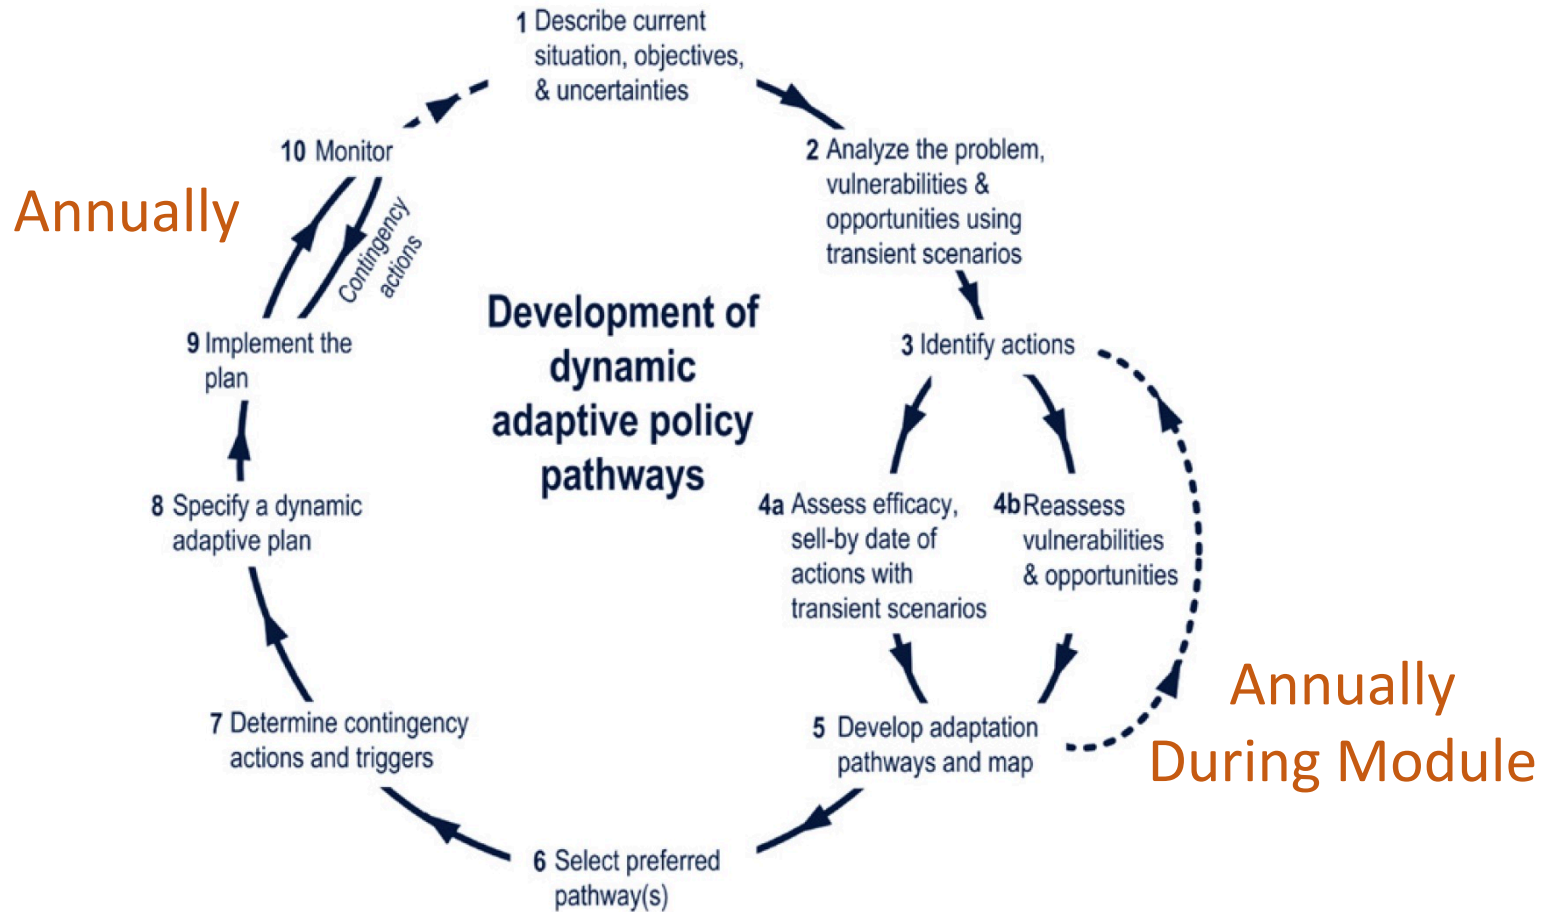 1 Describe current
situation, objectives,
& uncertainties
2 Analyze the problem,
vulnerabilities &
opportunities using
transient scenarios
3 Identify actions
4a Assess efficacy,
sell-by date of
actions with
transient scenarios
4b Reassess
vulnerabilities
& opportunities
Annually
During Module
5 Develop adaptation
pathways and map
6 Select preferred
pathway(s)
7 Determine contingency
actions and triggers
8 Specify a dynamic
adaptive plan
9 Implement the
plan
10 Monitor
Contingency
actions
Annually
Development of
dynamic
adaptive policy
pathways